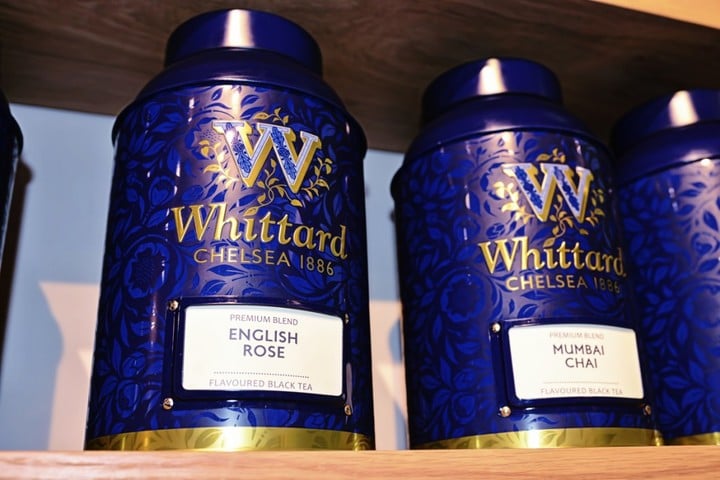 W
Whittard
CHELSEA 1886
PREMIUM BLEND
ENGLISH
ROSE
FLAVOURED BLACK TEA
W
Whittard
CHELSEA 1886
PREMIUM BLEND
MUMBAI
CHAI
FLAVOURED BLACK TEA